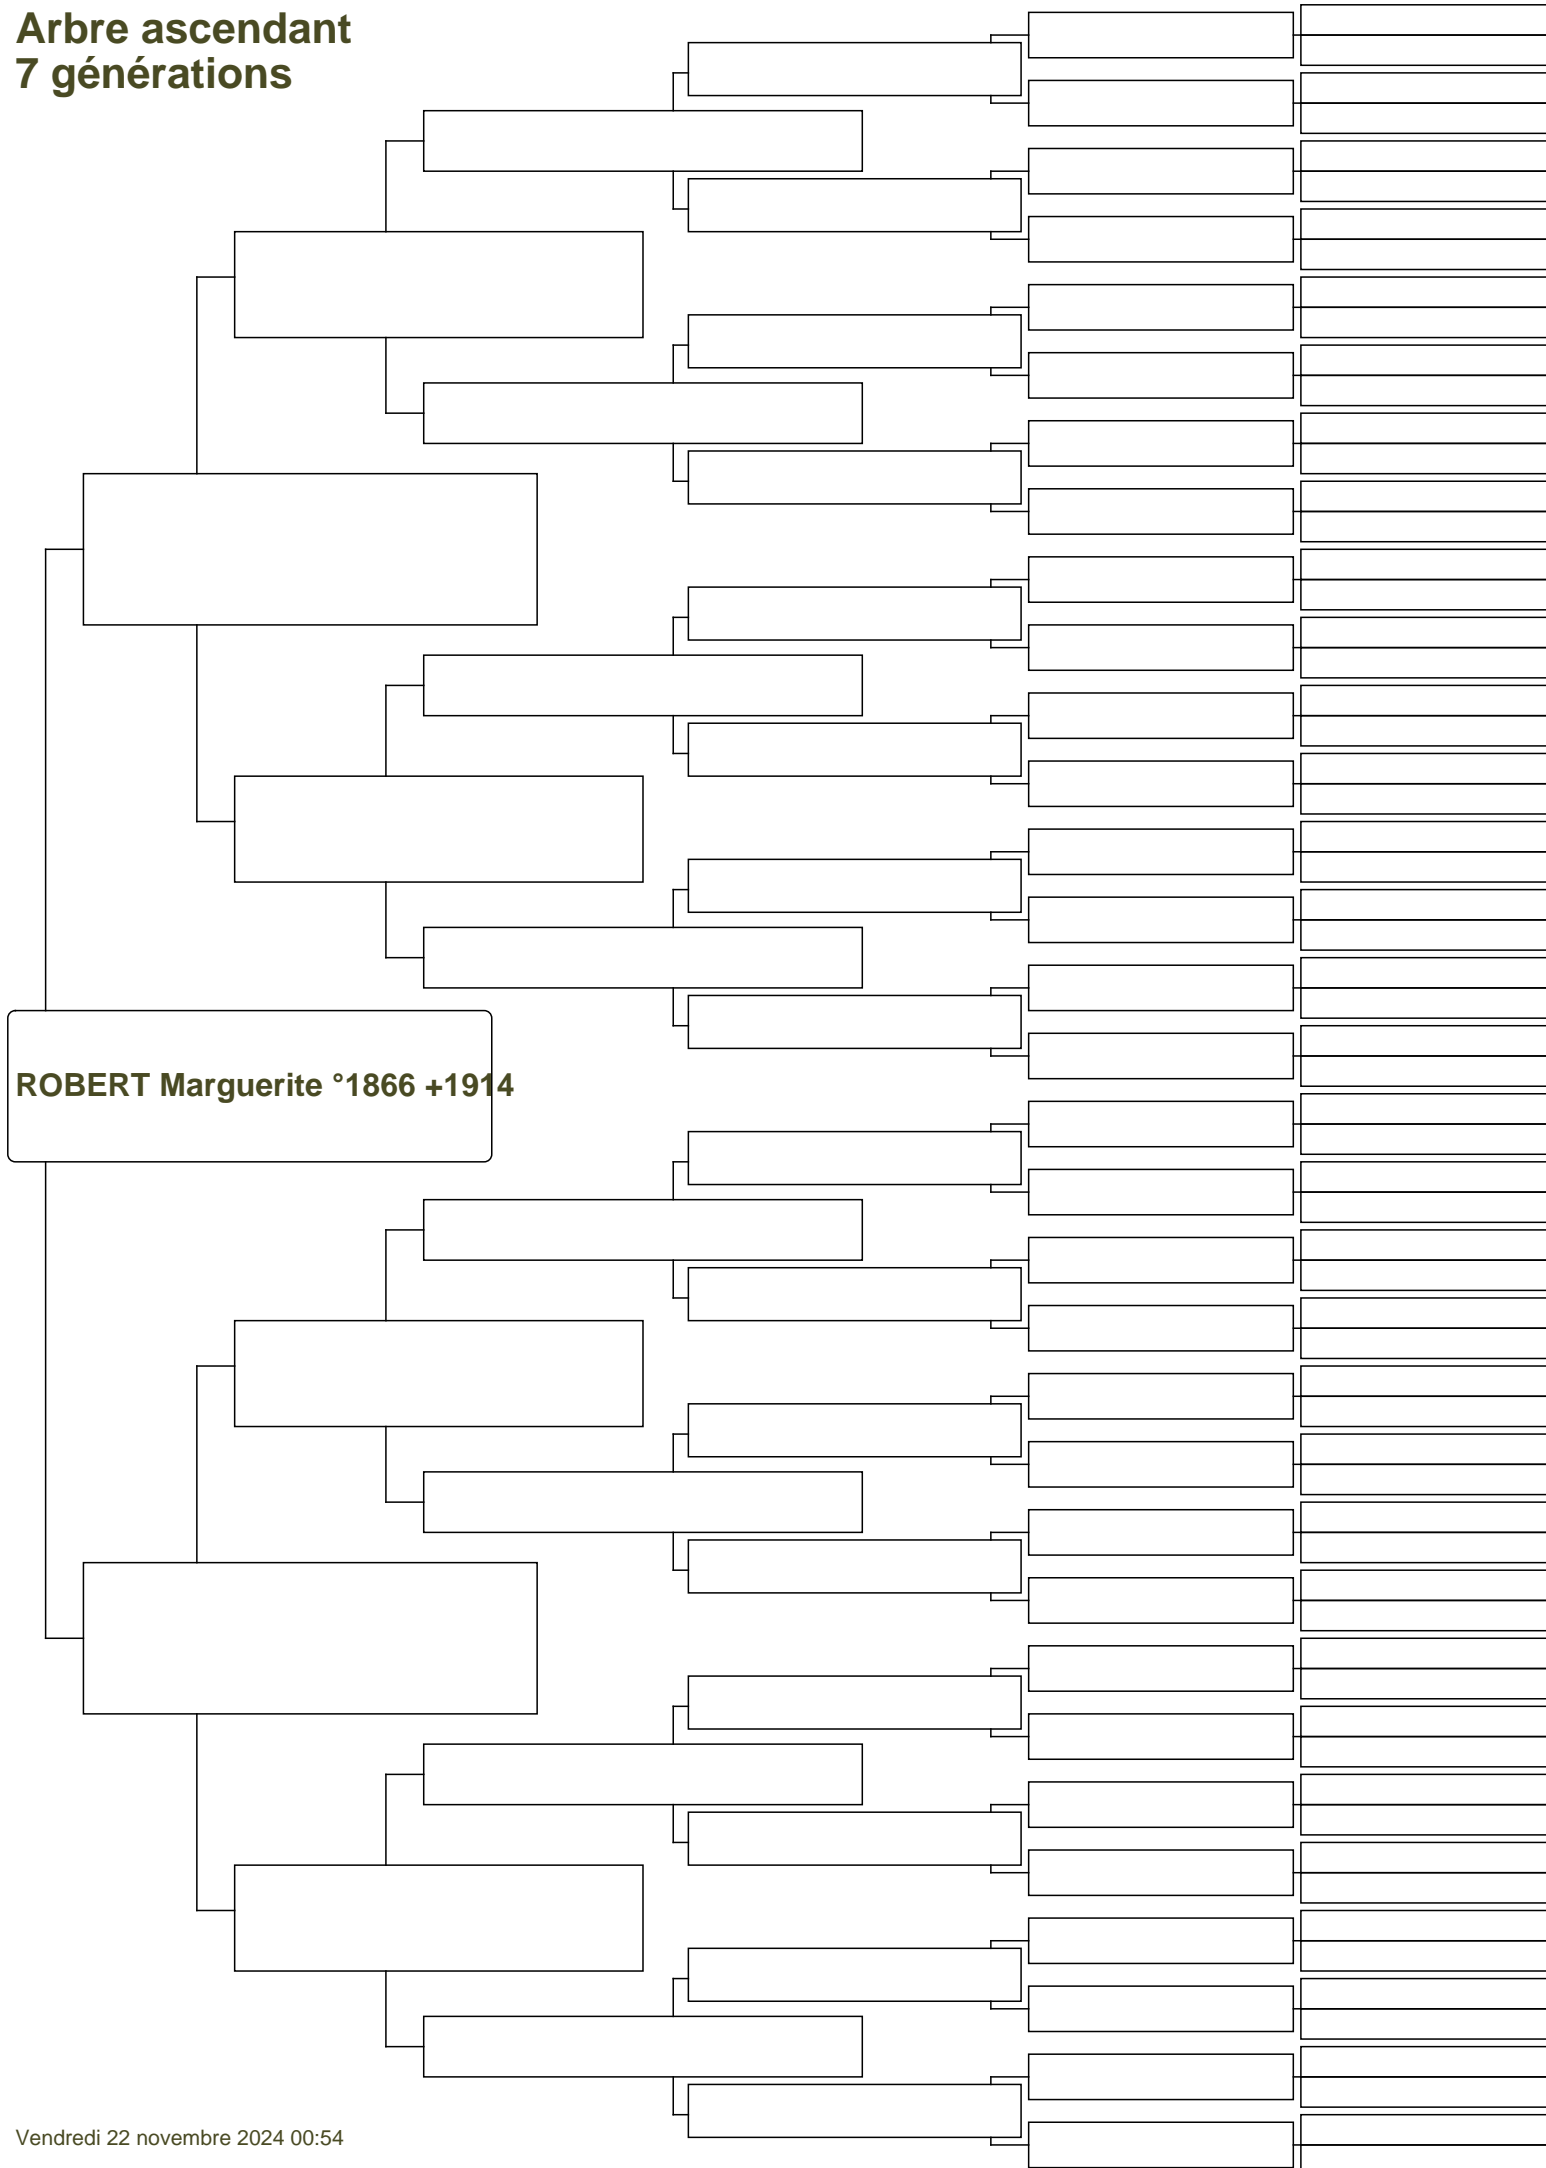 Arbre ascendant
7 générations
ROBERT Marguerite °1866 +1914
Vendredi 22 novembre 2024 00:54